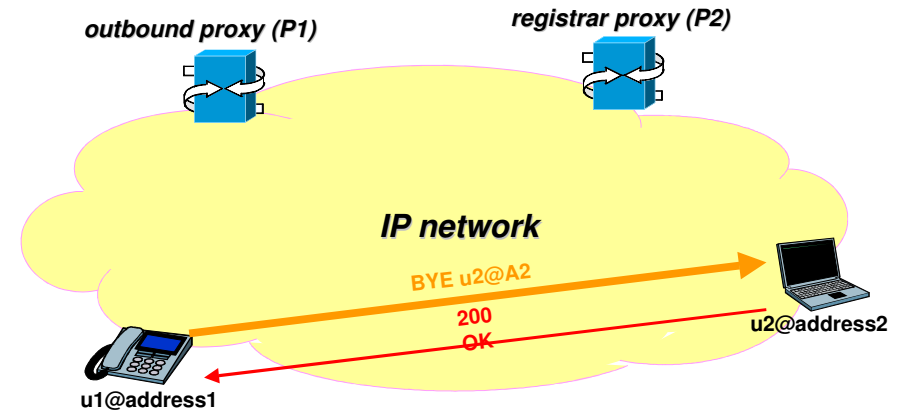 outbound proxy (P1)
registrar proxy (P2)
IP network
BYE u2@A2
200
OK
u2@address2
u1@address1